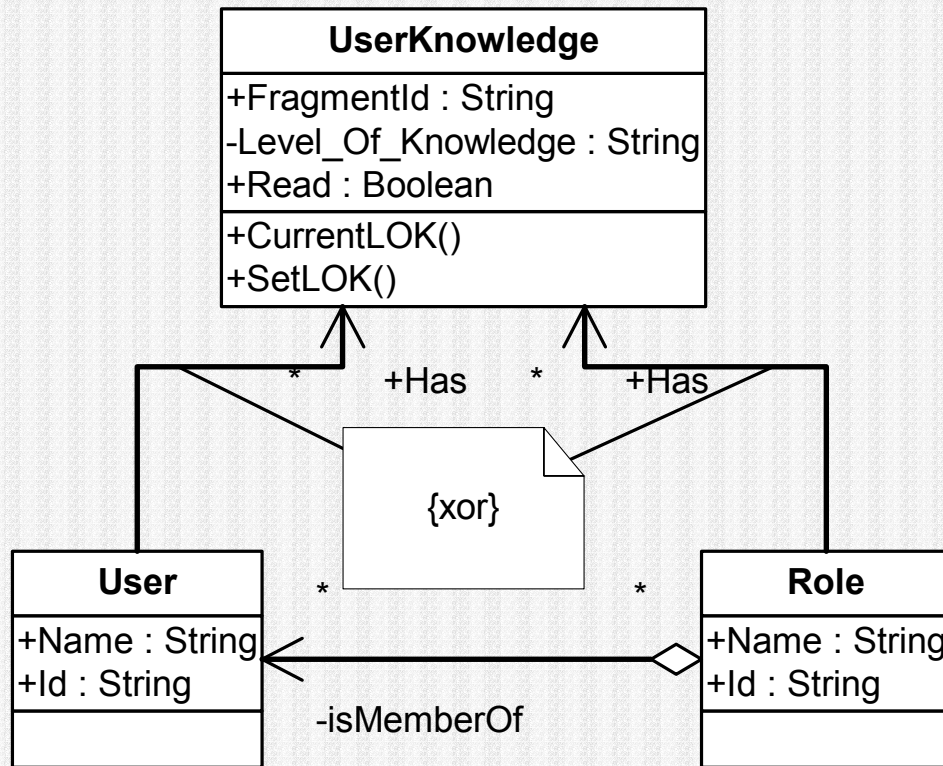 UserKnowledge
+FragmentId : String
-Level_Of_Knowledge : String
+Read : Boolean
+CurrentLOK()
+SetLOK()
* +Has * +Has
{xor}
* *
User
+Name : String
+Id : String
-isMemberOf
Role
+Name : String
+Id : String